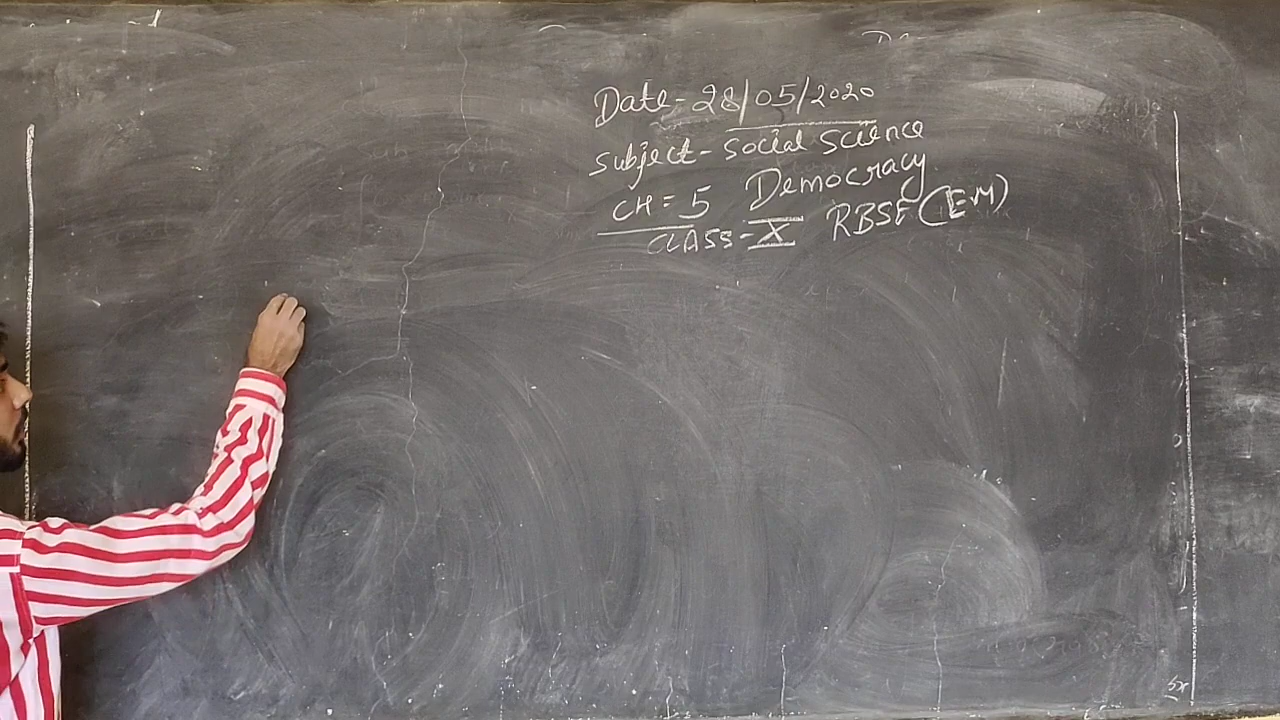 Date-28/05/2020
subject-social science
CH=5 Democracy
CLASS-X RBSE(EM)